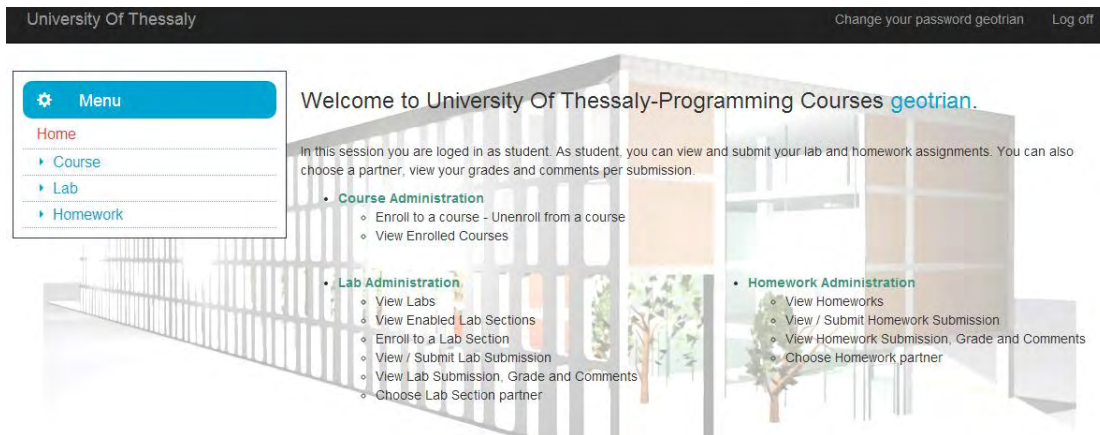 University Of Thessaly
Change your password geotrian Log off
Menu
Home
Course
Lab
Homework
Welcome to University Of Thessaly-Programming Courses geotrian.
In this session you are loged in as student. As student, you can view and submit your lab and homework assignments. You can also
choose a partner, view your grades and comments per submission.
Course Administration
Enroll to a course - Unenroll from a course
View Enrolled Courses
Lab Administration
View Labs
View Enabled Lab Sections
Enroll to a Lab Section
View / Submit Lab Submission
View Lab Submission, Grade and Comments
Choose Lab Section partner
Homework Administration
View Homeworks
View / Submit Homework Submission
View Homework Submission, Grade and Comments
Choose Homework partner